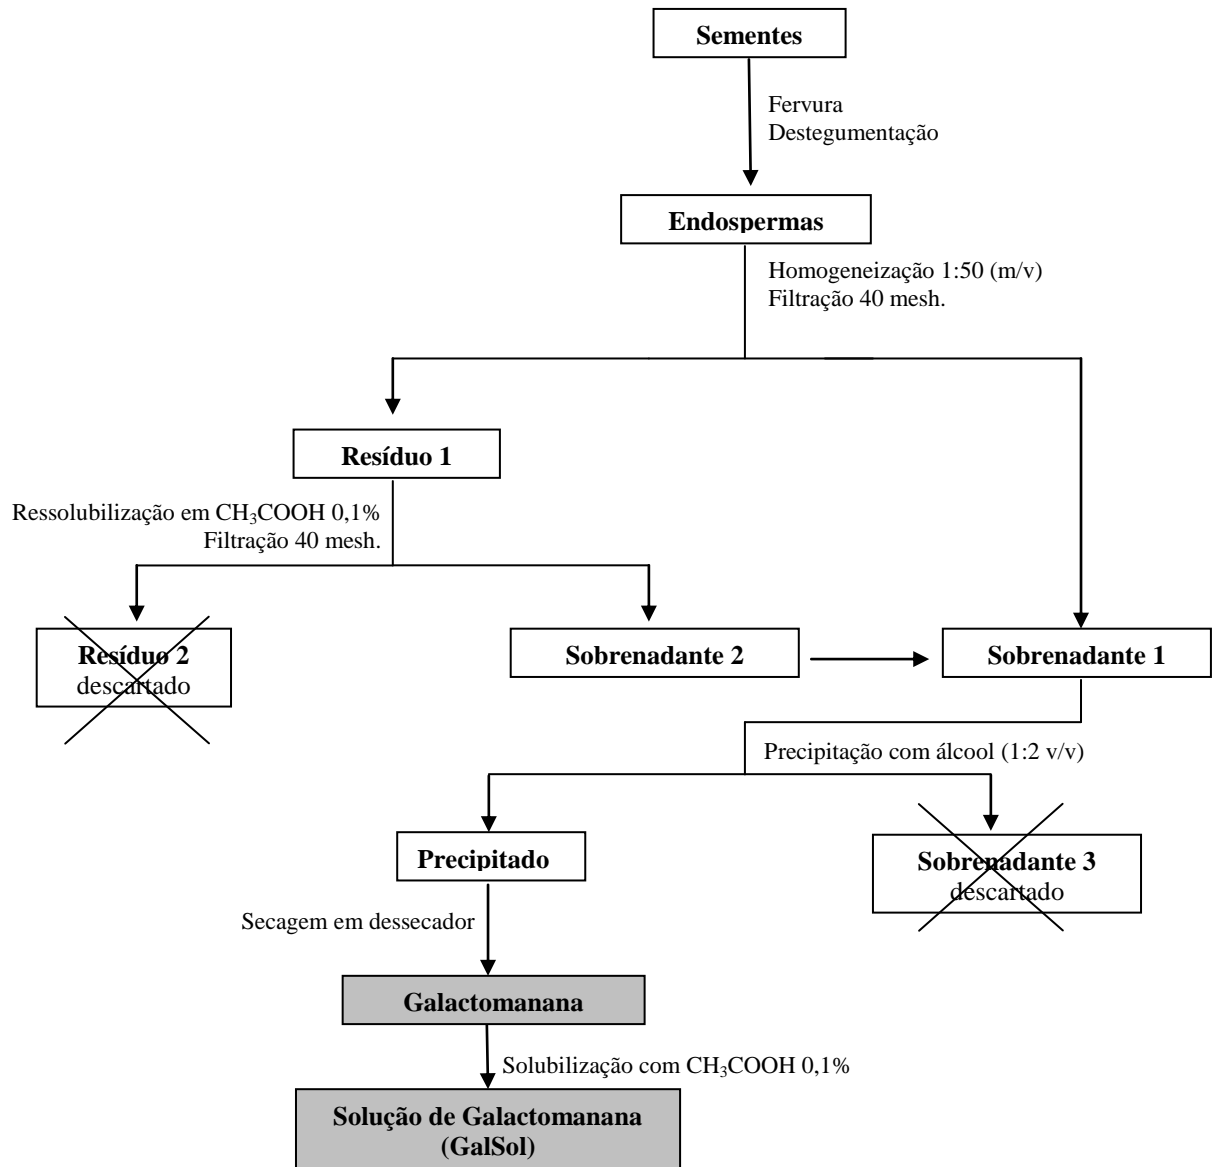 Sementes
Fervura
Destegumentação
Endospermas
Homogeneização 1:50 (m/v)
Filtração 40 mesh.
Resíduo 1
Ressolubilização em CH₃COOH 0,1%
Filtração 40 mesh.
Resíduo 2
descartado
Sobrenadante 2
Sobrenadante 1
Precipitação com álcool (1:2 v/v)
Precipitado
Sobrenadante 3
descartado
Secagem em dessecador
Galactomanana
Solubilização com CH₃COOH 0,1%
Solução de Galactomanana
(GalSol)